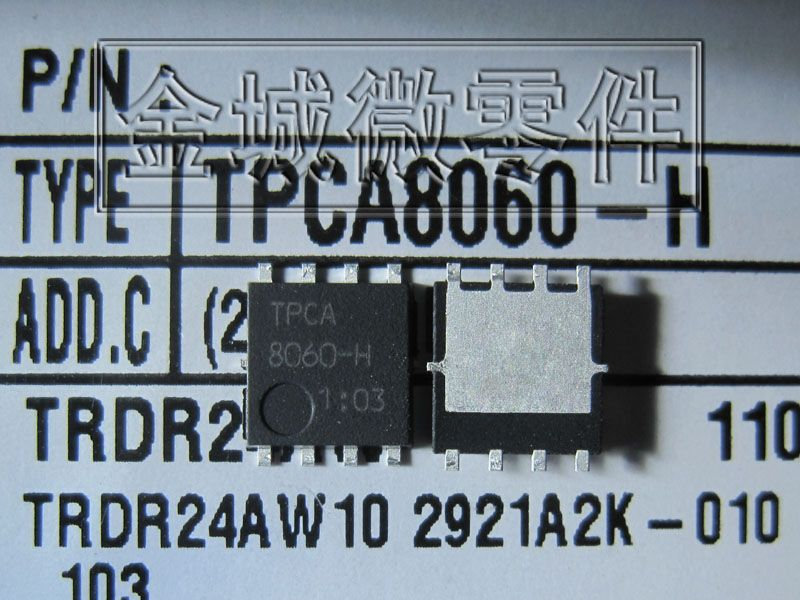 P/N
金城微零件
TYPE TPCA8060-H
ADD.C (2
TPCA
8060-H
1:03
TRDR2 110
TRDR24AW10 2921A2K-010
103